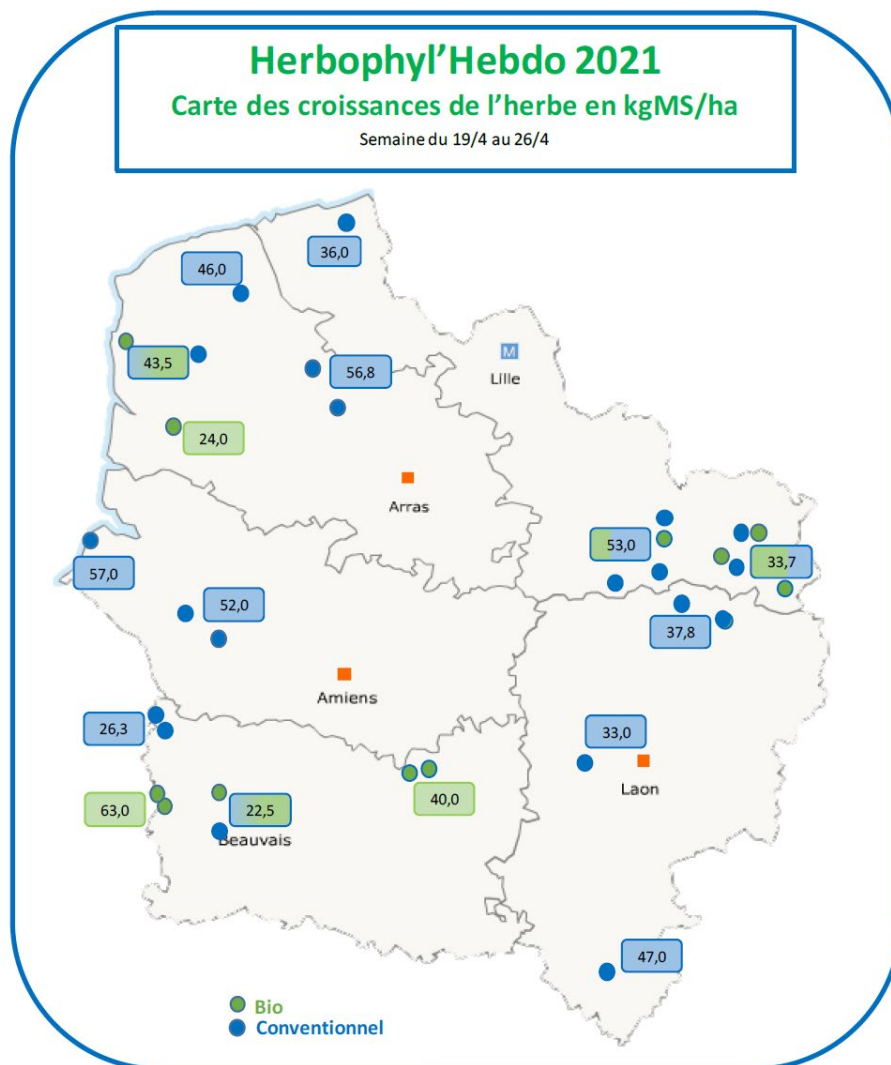 Herbophyl'Hebdo 2021
Carte des croissances de l'herbe en kgMS/ha
Semaine du 19/4 au 26/4
36,0
46,0
M
43,5
56,8
Lille
24,0
Arras
53,0
33,7
57,0
52,0
37,8
Amiens
26,3
33,0
Laon
63,0
22,5
40,0
Beauvais
47,0
Bio
Conventionnel